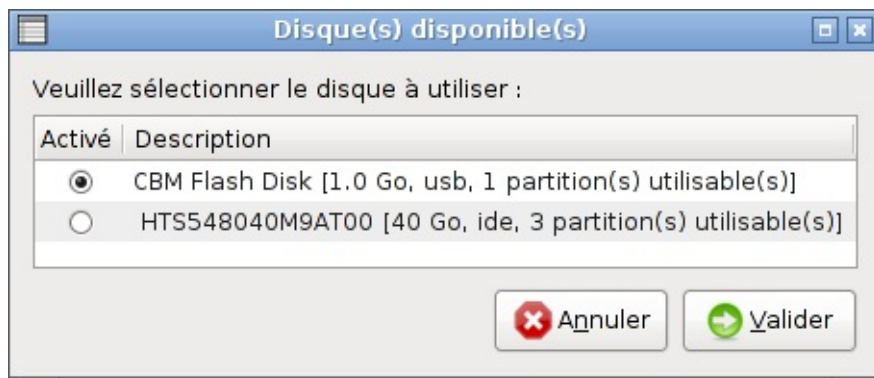 Disque(s) disponible(s)
Veuillez sélectionner le disque à utiliser :
Activé Description
CBM Flash Disk [1.0 Go, usb, 1 partition(s) utilisable(s)]
HTS548040M9AT00 [40 Go, ide, 3 partition(s) utilisable(s)]
Annuler Valider